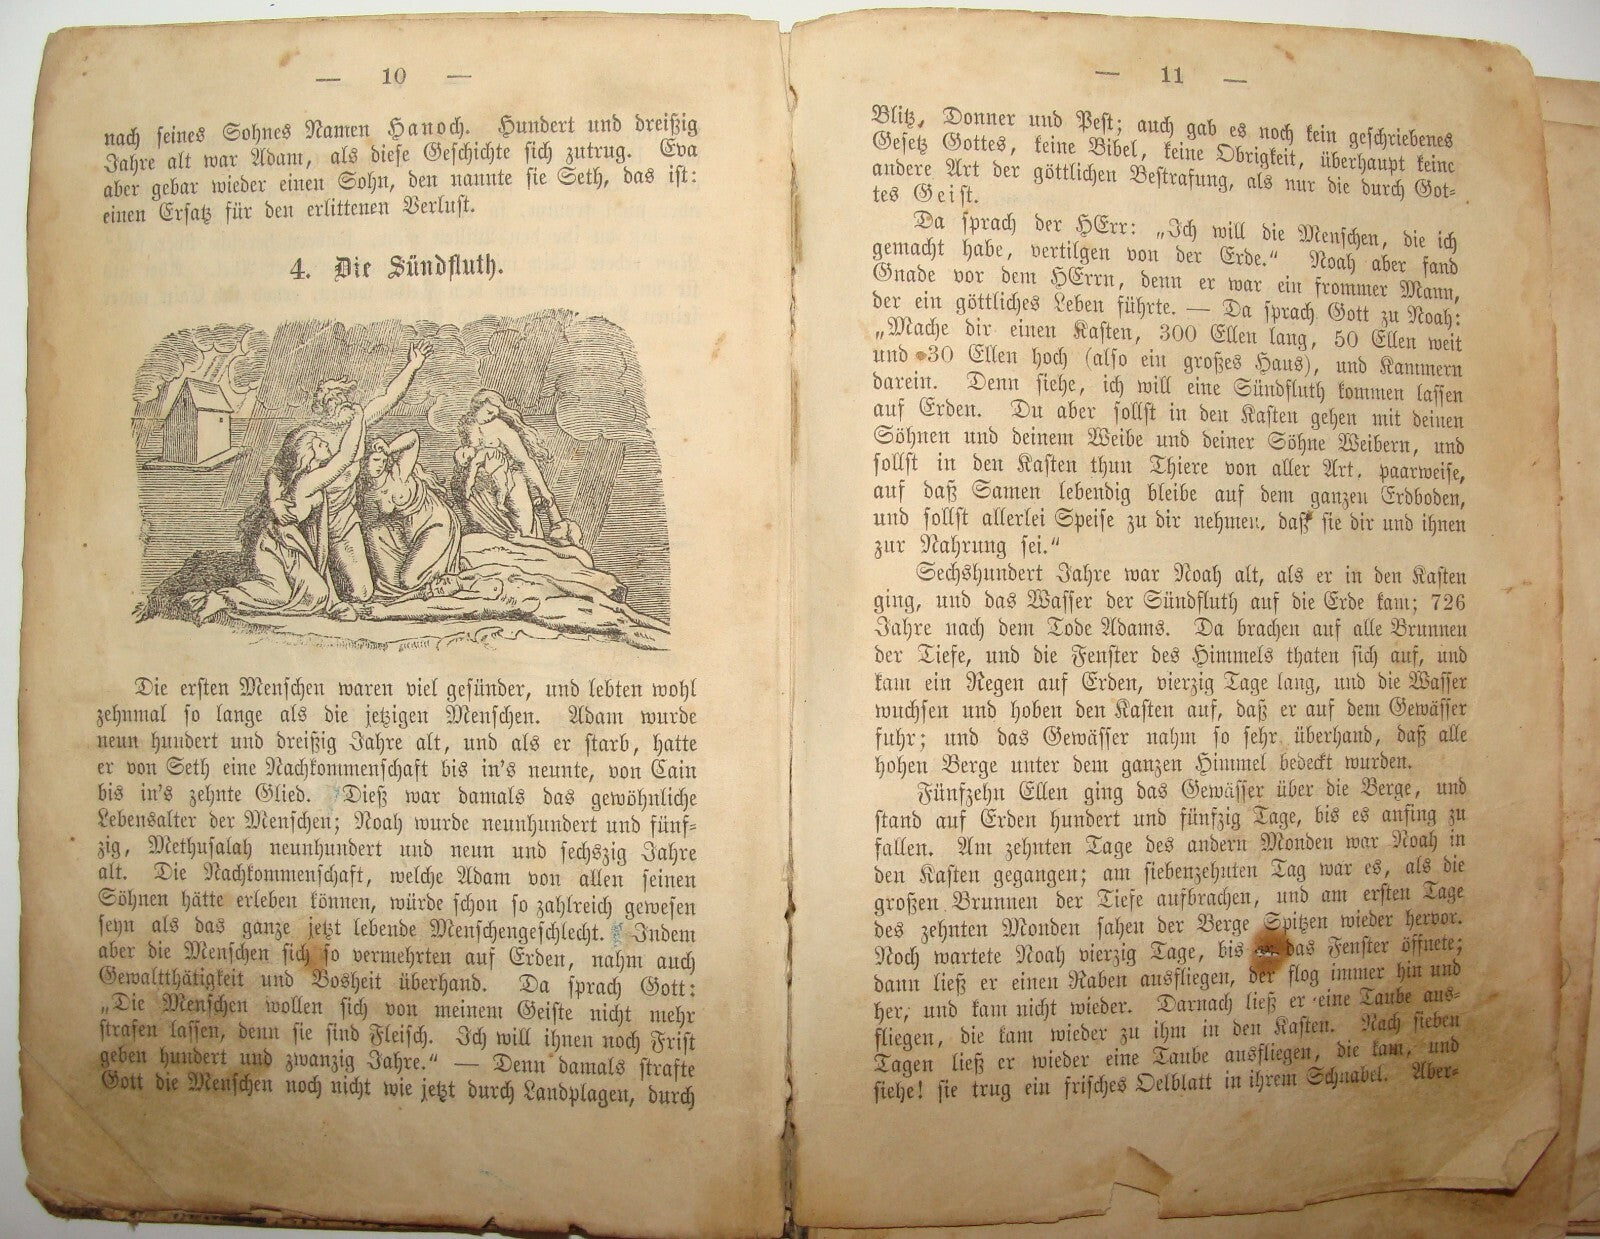 — 10 —
nach seines Sohnes Namen Hanoch. Hundert und dreißig
Jahre alt war Adam, als diese Geschichte sich zutrug. Eva
aber gebar wieder einen Sohn, den nannte sie Seth, das ist:
einen Ersatz für den erlittenen Verlust.
4. Die Sündfluth.
Die ersten Menschen waren viel gesünder, und lebten wohl
zehnmal so lange als die jetzigen Menschen. Adam wurde
neun hundert und dreißig Jahre alt, und als er starb, hatte
er von Seth eine Nachkommenschaft bis in's neunte, von Cain
bis in's zehnte Glied. Dieß war damals das gewöhnliche
Lebensalter der Menschen; Noah wurde neunhundert und fünf-
zig, Methusalah neunhundert und neun und sechszig Jahre
alt. Die Nachkommenschaft, welche Adam von allen seinen
Söhnen hätte erleben können, würde schon so zahlreich gewesen
seyn als das ganze jetzt lebende Menschengeschlecht. Indem
aber die Menschen sich so vermehrten auf Erden, nahm auch
Gewaltthätigkeit und Bosheit überhand. Da sprach Gott:
„Die Menschen wollen sich von meinem Geiste nicht mehr
strafen lassen, denn sie sind Fleisch. Ich will ihnen noch Frist
geben hundert und zwanzig Jahre.“ — Denn damals strafte
Gott die Menschen noch nicht wie jetzt durch Landplagen, durch
— 11 —
Blitz, Donner und Pest; auch gab es noch kein geschriebenes
Gesetz Gottes, keine Bibel, keine Obrigkeit, überhaupt keine
andere Art der göttlichen Bestrafung, als nur die durch Got-
tes Geist.
Da sprach der HErr: „Ich will die Menschen, die ich
gemacht habe, vertilgen von der Erde.“ Noah aber fand
Gnade vor dem HErrn, denn er war ein frommer Mann,
der ein göttliches Leben führte. — Da sprach Gott zu Noah:
„Mache dir einen Kasten, 300 Ellen lang, 50 Ellen weit
und 30 Ellen hoch (also ein großes Haus), und Kammern
darein. Denn siehe, ich will eine Sündfluth kommen lassen
auf Erden. Du aber sollst in den Kasten gehen mit deinen
Söhnen und deinem Weibe und deiner Söhne Weibern, und
sollst in den Kasten thun Thiere von aller Art, paarweise,
auf daß Samen lebendig bleibe auf dem ganzen Erdboden,
und sollst allerlei Speise zu dir nehmen, daß sie dir und ihnen
zur Nahrung sei.“
Sechshundert Jahre war Noah alt, als er in den Kasten
ging, und das Wasser der Sündfluth auf die Erde kam; 726
Jahre nach dem Tode Adams. Da brachen auf alle Brunnen
der Tiefe, und die Fenster des Himmels thaten sich auf, und
kam ein Regen auf Erden, vierzig Tage lang, und die Wasser
wuchsen und hoben den Kasten auf, daß er auf dem Gewässer
fuhr; und das Gewässer nahm so sehr überhand, daß alle
hohen Berge unter dem ganzen Himmel bedeckt wurden.
Fünfzehn Ellen ging das Gewässer über die Berge, und
stand auf Erden hundert und fünfzig Tage, bis es anfing zu
fallen. Am zehnten Tage des andern Monden war Noah in
den Kasten gegangen; am siebenzehnten Tag war es, als die
großen Brunnen der Tiefe aufbrachen, und am ersten Tage
des zehnten Monden sahen der Berge Spitzen wieder hervor.
Noch wartete Noah vierzig Tage, bis das Fenster öffnete;
dann ließ er einen Raben ausfliegen, der flog immer hin und
her, und kam nicht wieder. Darnach ließ er eine Taube aus-
fliegen, die kam wieder zu ihm in den Kasten. Nach sieben
Tagen ließ er wieder eine Taube ausfliegen, die kam, und
siehe! sie trug ein frisches Oelblatt in ihrem Schnabel. Aber-